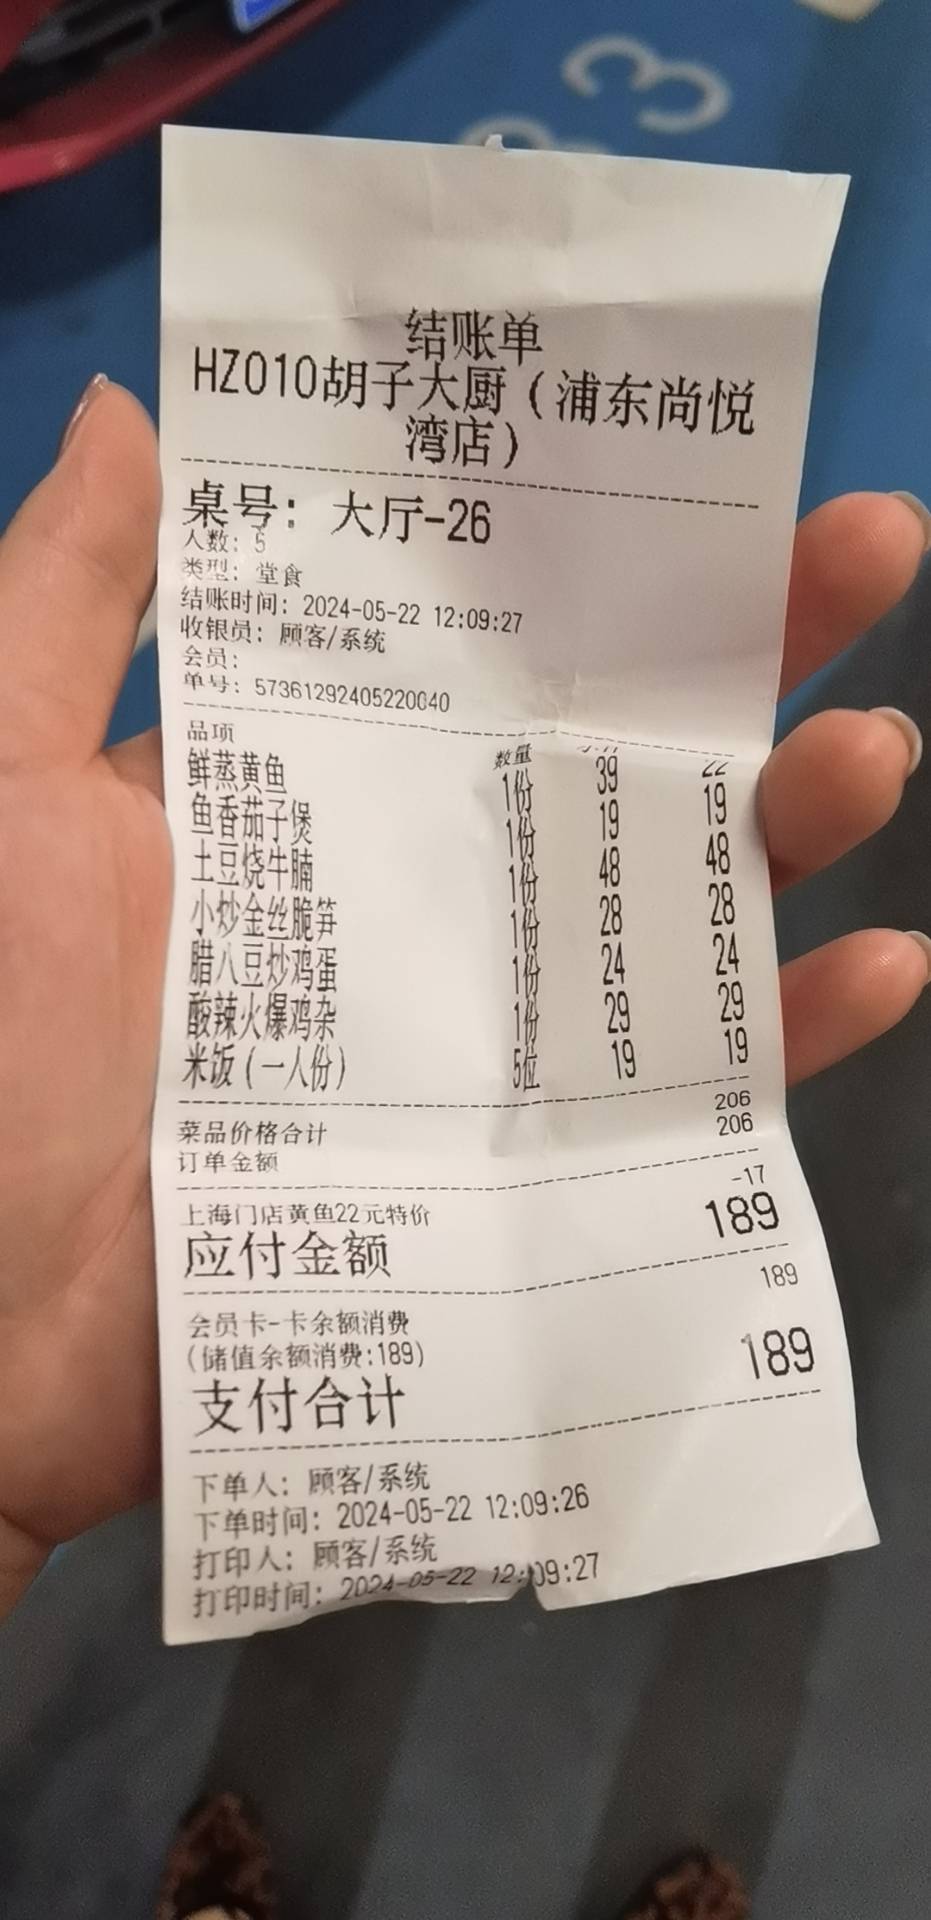 结账单
HZ010胡子大厨(浦东尚悦
湾店)
桌号: 大厅-26
人数: 5
类型: 堂食
结账时间: 2024-05-22 12:09:27
收银员: 顾客/系统
会员:
单号: 57361292405220040
品项 数量
鲜蒸黄鱼 1份 39 22
鱼香茄子煲 1份 19 19
土豆烧牛腩 1份 48 48
小炒金丝脆笋 1份 28 28
腊八豆炒鸡蛋 1份 24 24
酸辣火爆鸡杂 1份 29 29
米饭(一人份) 5位 19 19
菜品价格合计 206
订单金额 206
上海门店黄鱼22元特价 -17
应付金额 189
会员卡-卡余额消费 189
(储值余额消费:189)
支付合计 189
下单人: 顾客/系统
下单时间: 2024-05-22 12:09:26
打印人: 顾客/系统
打印时间: 2024-05-22 12:09:27